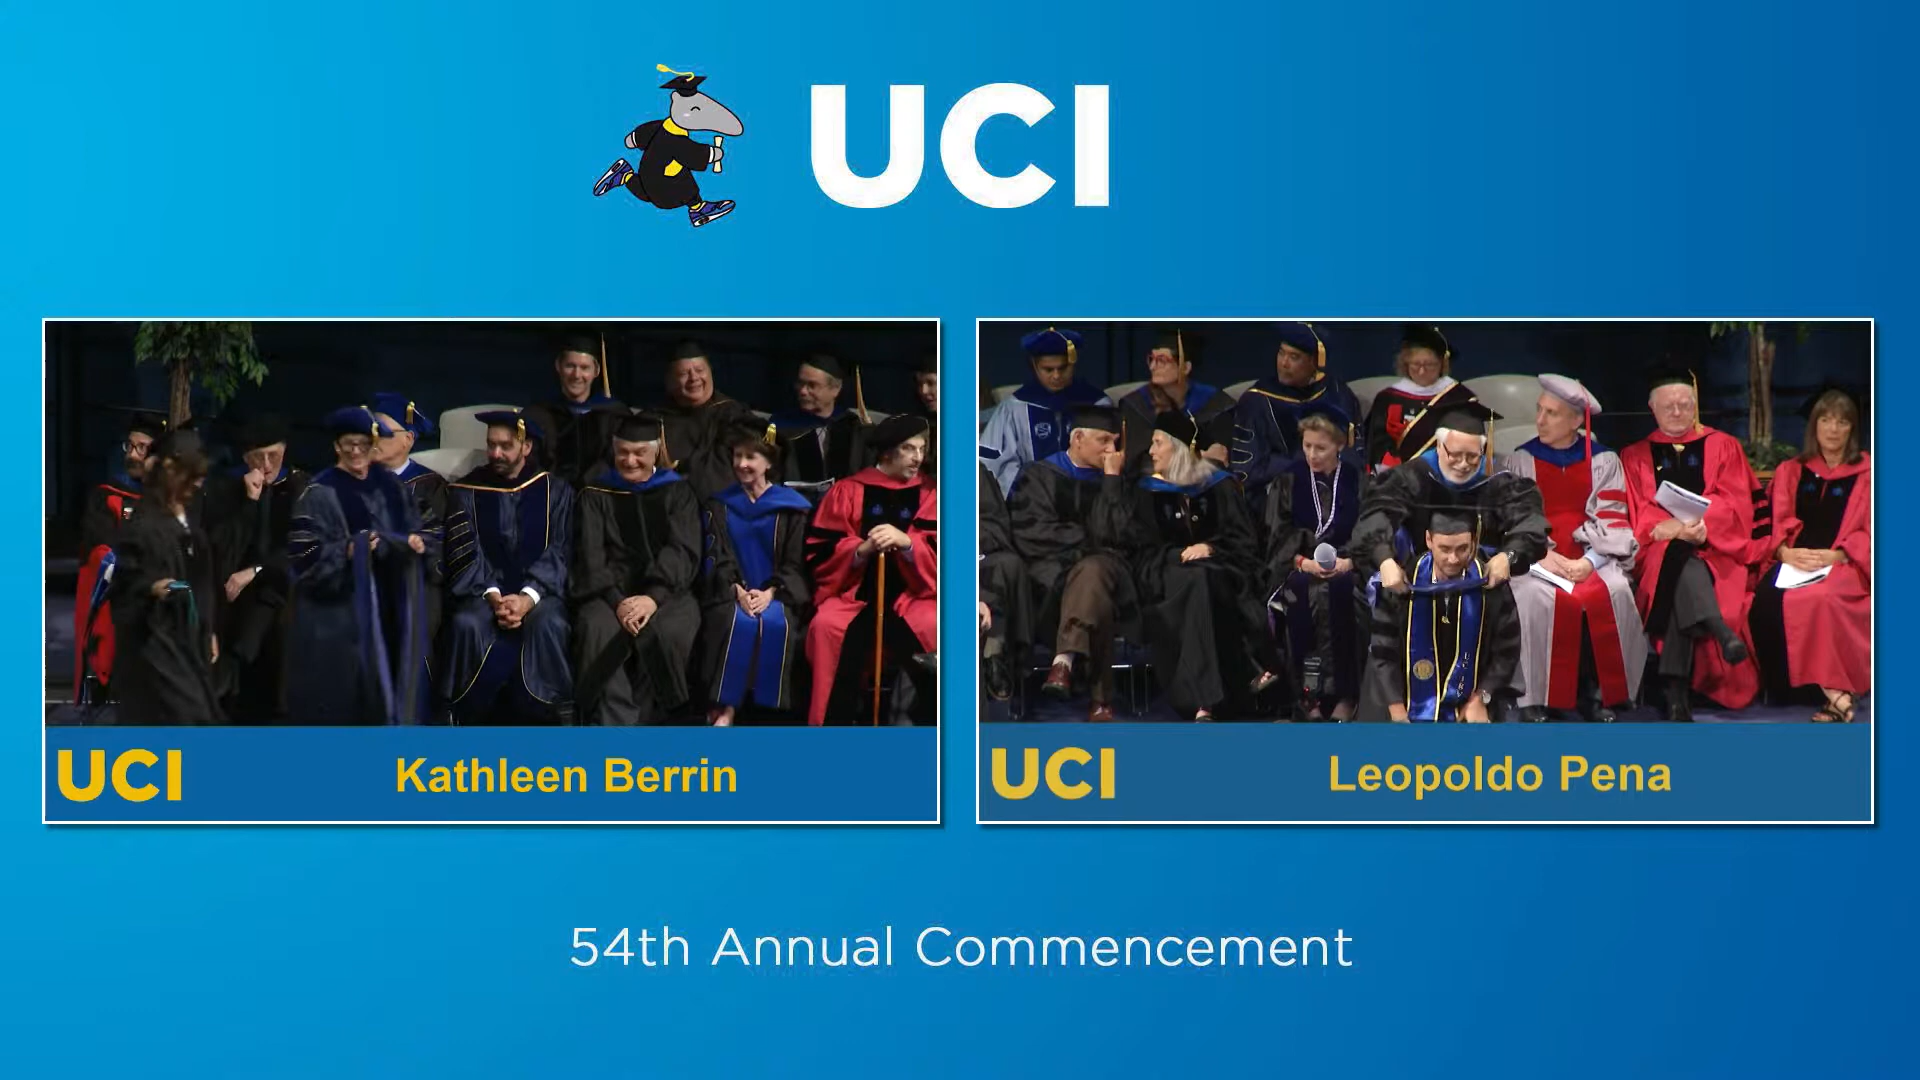 UCI
UCI
Kathleen Berrin
UCI
Leopoldo Pena
54th Annual Commencement